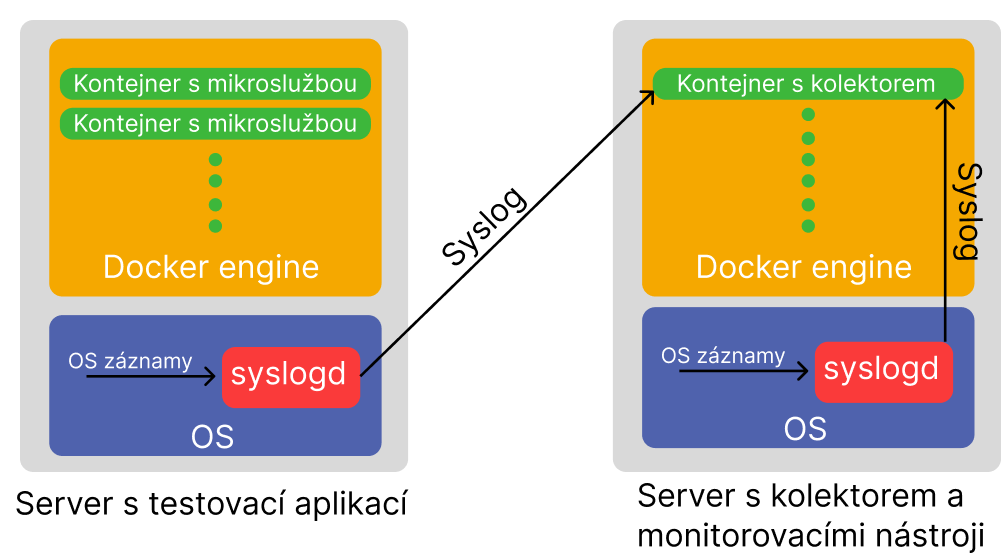 Kontejner s mikroslužbou
Kontejner s mikroslužbou
Docker engine
OS záznamy
syslogd
OS
Server s testovací aplikací
Syslog
Kontejner s kolektorem
Syslog
Docker engine
OS záznamy
syslogd
OS
Server s kolektorem a
monitorovacími nástroji